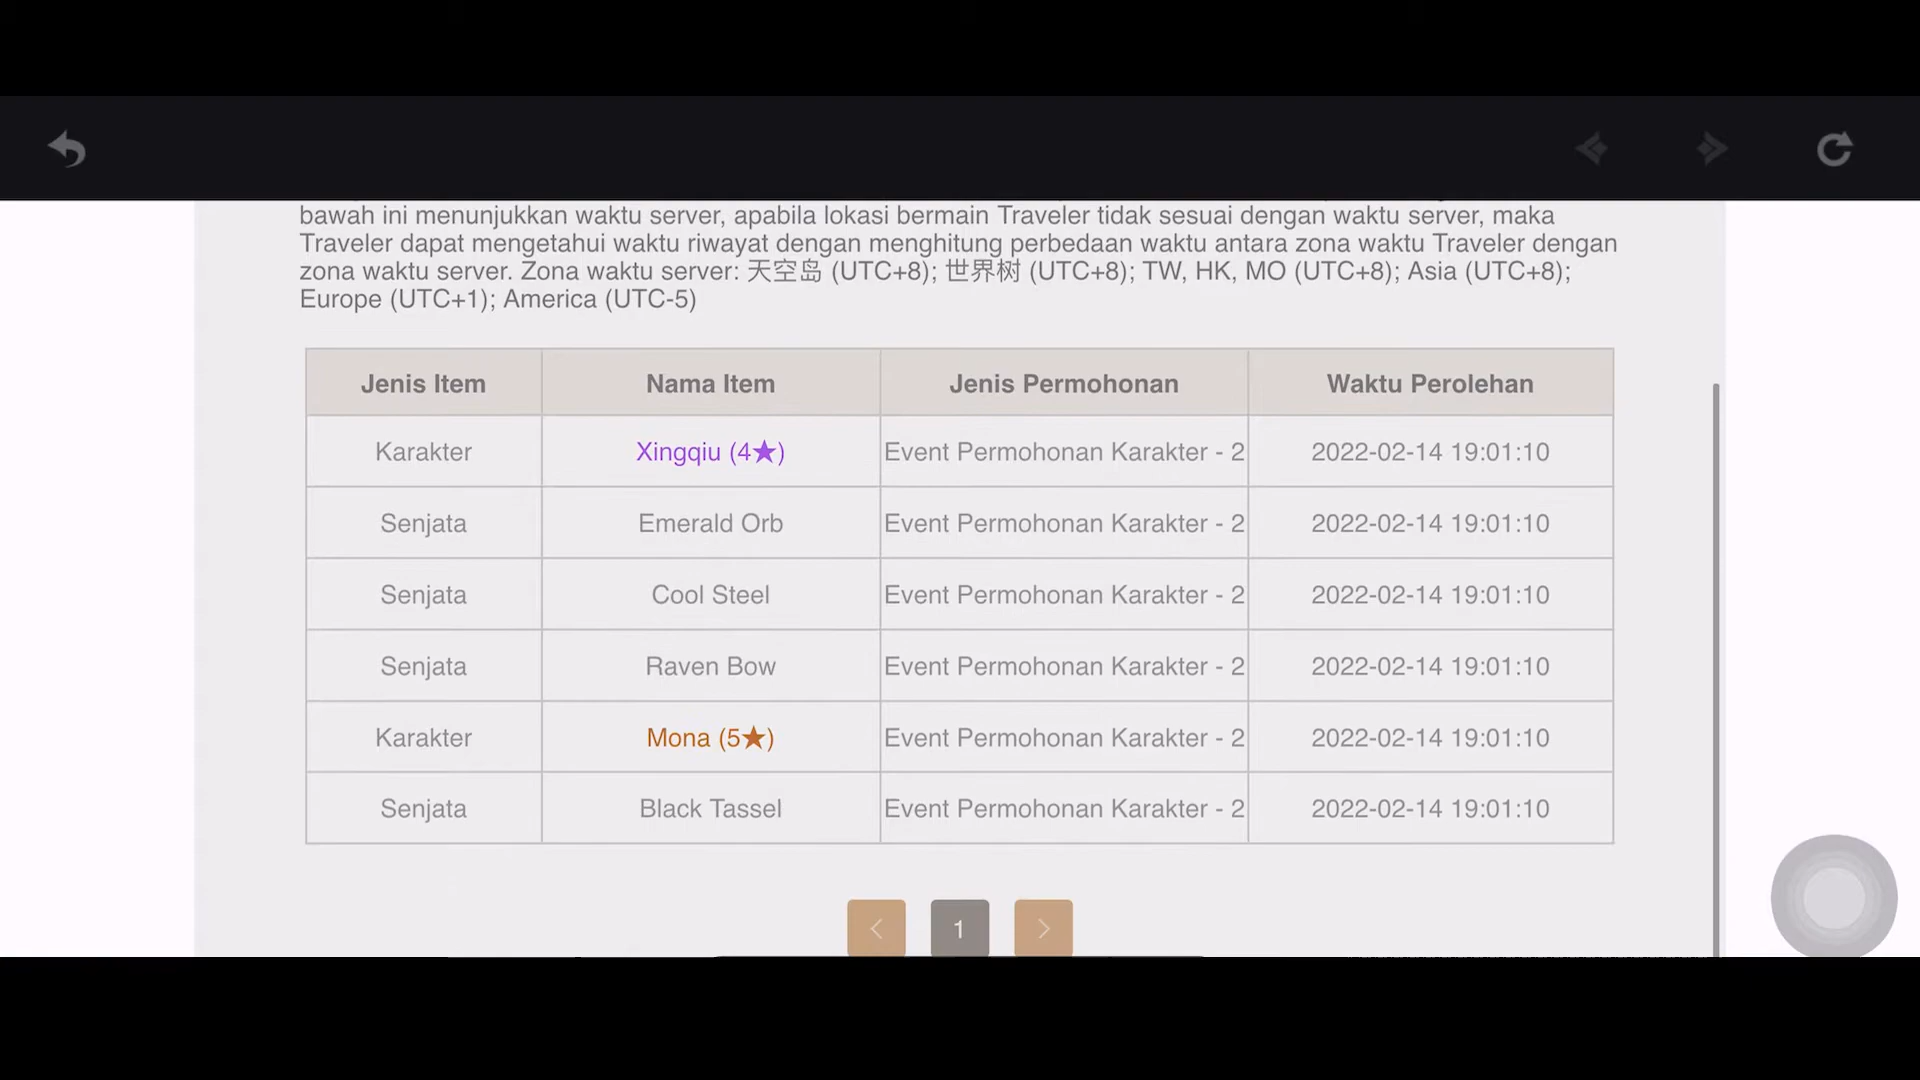 bawah ini menunjukkan waktu server, apabila lokasi bermain Traveler tidak sesuai dengan waktu server, maka
Traveler dapat mengetahui waktu riwayat dengan menghitung perbedaan waktu antara zona waktu Traveler dengan
zona waktu server. Zona waktu server: 天空岛 (UTC+8); 世界树 (UTC+8); TW, HK, MO (UTC+8); Asia (UTC+8);
Europe (UTC+1); America (UTC-5)
Jenis Item Nama Item Jenis Permohonan Waktu Perolehan
Karakter Xingqiu (4★) Event Permohonan Karakter - 2 2022-02-14 19:01:10
Senjata Emerald Orb Event Permohonan Karakter - 2 2022-02-14 19:01:10
Senjata Cool Steel Event Permohonan Karakter - 2 2022-02-14 19:01:10
Senjata Raven Bow Event Permohonan Karakter - 2 2022-02-14 19:01:10
Karakter Mona (5★) Event Permohonan Karakter - 2 2022-02-14 19:01:10
Senjata Black Tassel Event Permohonan Karakter - 2 2022-02-14 19:01:10
1